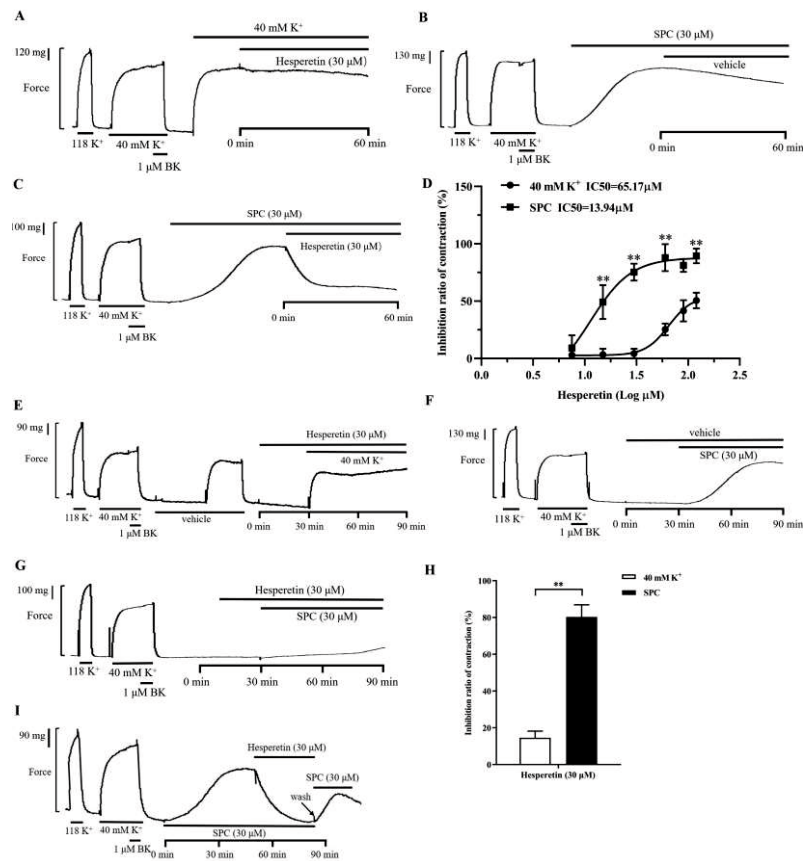 A
40 mM K⁺
120 mg
Hesperetin (30 μM)
Force
118 K⁺
40 mM K⁺
1 μM BK
0 min
60 min
B
SPC (30 μM)
130 mg
vehicle
Force
118 K⁺
40 mM K⁺
1 μM BK
0 min
60 min
C
SPC (30 μM)
100 mg
Hesperetin (30 μM)
Force
118 K⁺
40 mM K⁺
1 μM BK
0 min
60 min
D
40 mM K⁺ IC50=65.17μM
SPC IC50=13.94μM
Inhibition ratio of contraction (%)
150
100
50
0
** ** ** **
0.0 0.5 1.0 1.5 2.0 2.5
Hesperetin (Log μM)
E
90 mg
Hesperetin (30 μM)
Force
40 mM K⁺
118 K⁺
40 mM K⁺
vehicle
1 μM BK
0 min
30 min
90 min
F
vehicle
130 mg
SPC (30 μM)
Force
118 K⁺
40 mM K⁺
1 μM BK
0 min
30 min
90 min
G
100 mg
Hesperetin (30 μM)
Force
SPC (30 μM)
118 K⁺
40 mM K⁺
1 μM BK
0 min
30 min
60 min
90 min
H
40 mM K⁺
SPC
**
Inhibition ratio of contraction (%)
100
80
60
40
20
0
Hesperetin (30 μM)
I
90 mg
Hesperetin (30 μM)
Force
SPC (30 μM)
wash
118 K⁺
40 mM K⁺
SPC (30 μM)
1 μM BK
0 min
30 min
60 min
90 min